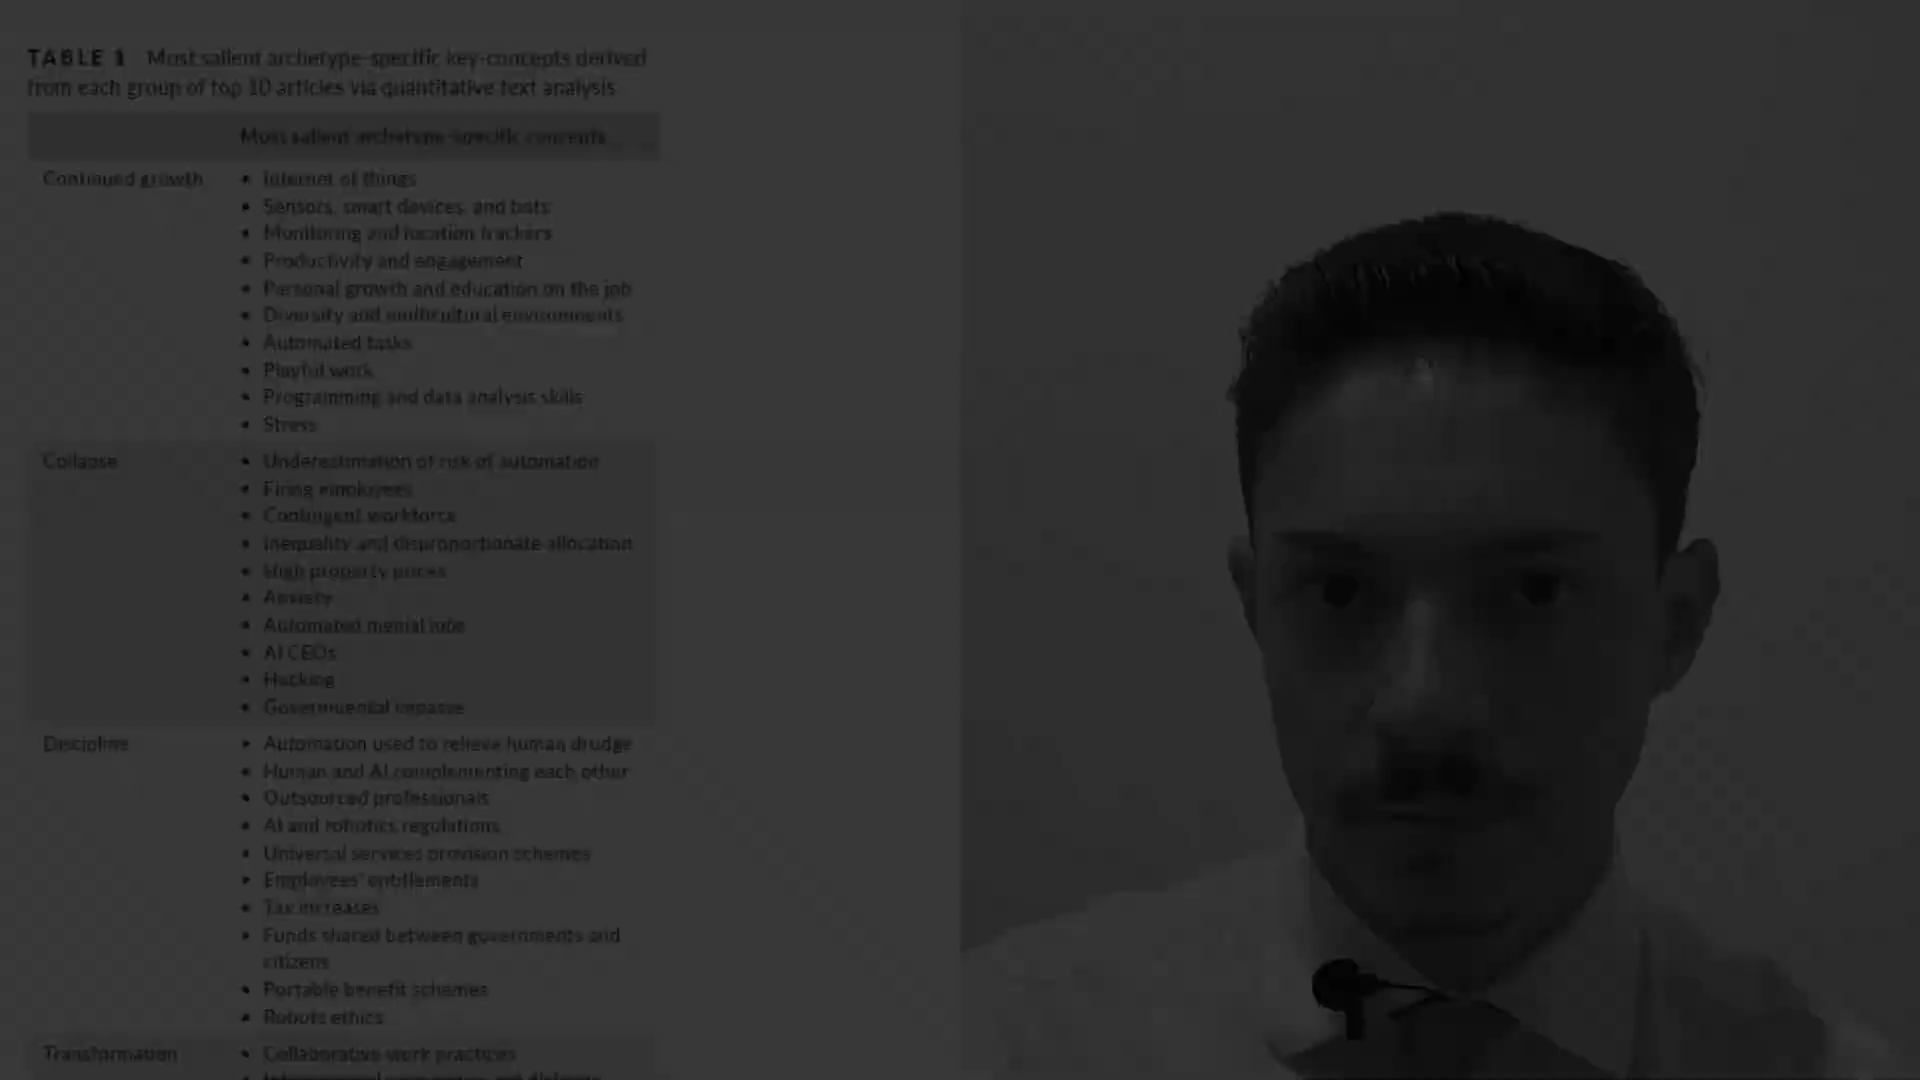 TABLE 1 Most salient archetype-specific key-concepts derived
from each group of top 10 articles via quantitative text analysis
Most salient archetype-specific concepts
Continued growth
• Internet of things
• Sensors, smart devices, and bots
• Monitoring and location trackers
• Productivity and engagement
• Personal growth and education on the job
• Diversity and multicultural environments
• Automated tasks
• Playful work
• Programming and data analysis skills
• Stress
Collapse
• Underestimation of risk of automation
• Firing employees
• Contingent workforce
• Inequality and disproportionate allocation
• High property prices
• Anxiety
• Automated menial jobs
• AI CEOs
• Hacking
• Governmental impasse
Discipline
• Automation used to relieve human drudge
• Human and AI complementing each other
• Outsourced professionals
• AI and robotics regulations
• Universal services provision schemes
• Employees' entitlements
• Tax increases
• Funds shared between governments and
citizens
• Portable benefit schemes
• Robots ethics
Transformation
• Collaborative work practices